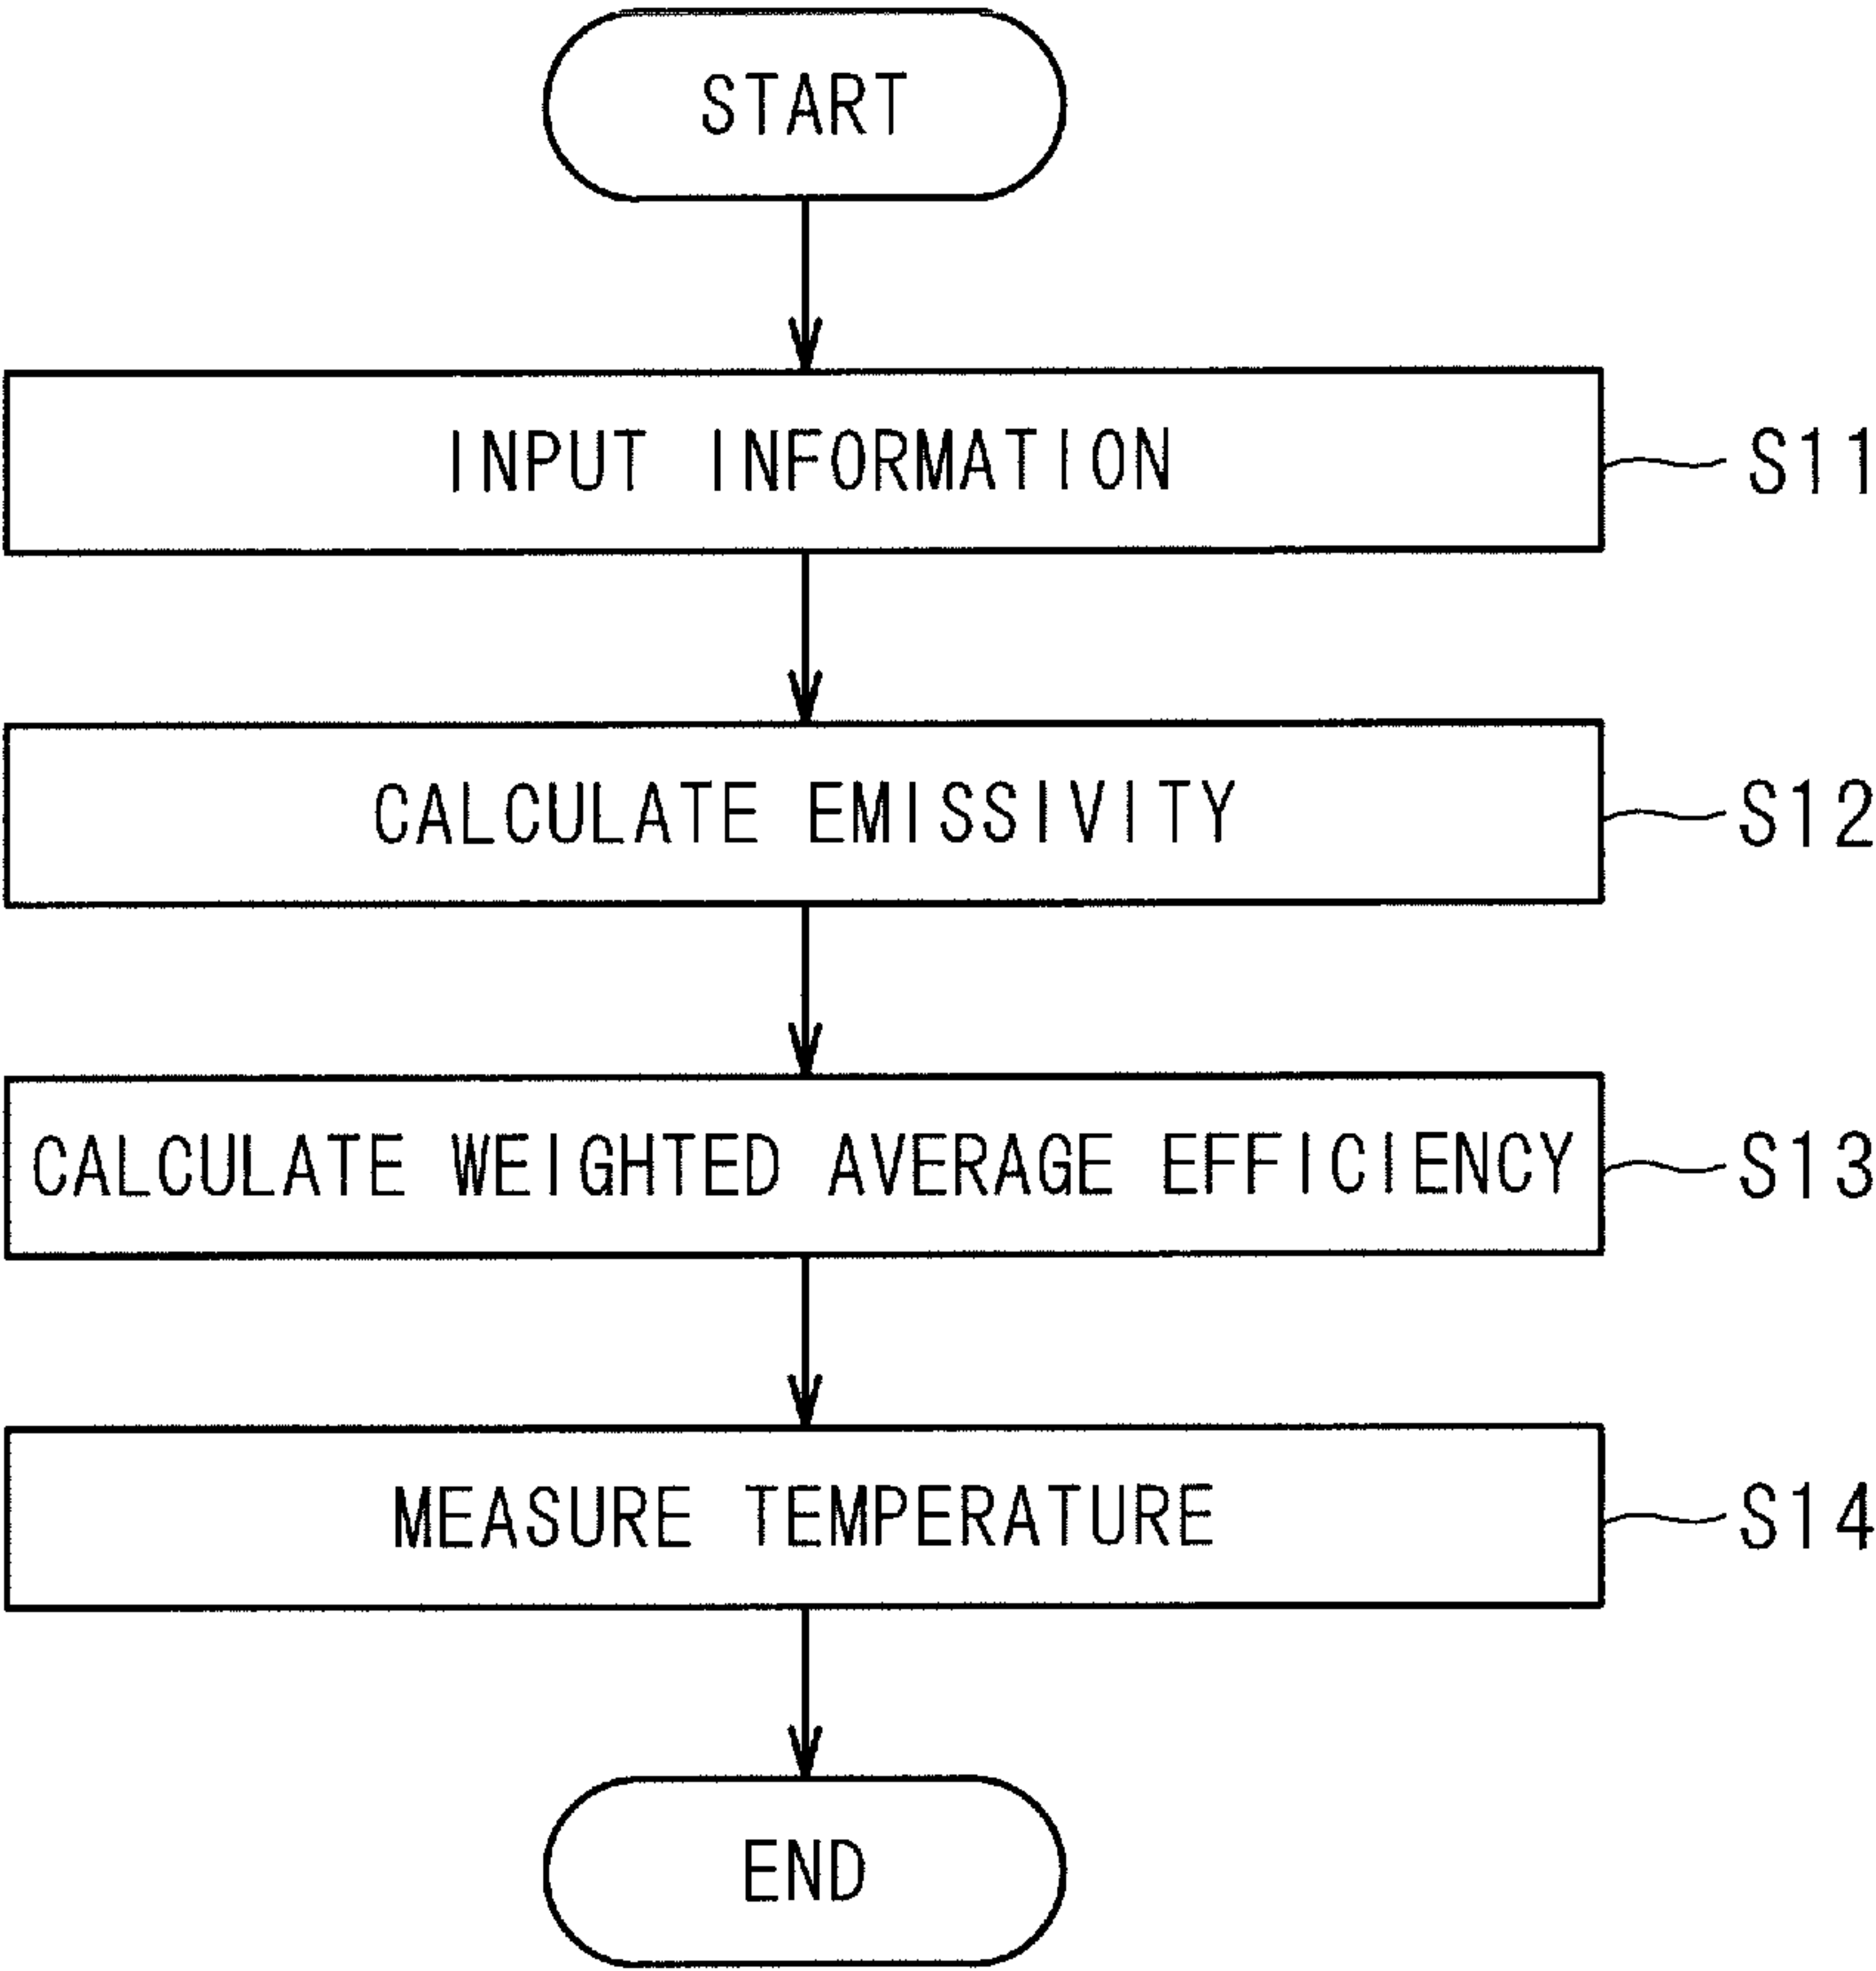 START
INPUT INFORMATION
S11
CALCULATE EMISSIVITY
S12
CALCULATE WEIGHTED AVERAGE EFFICIENCY
S13
MEASURE TEMPERATURE
S14
END